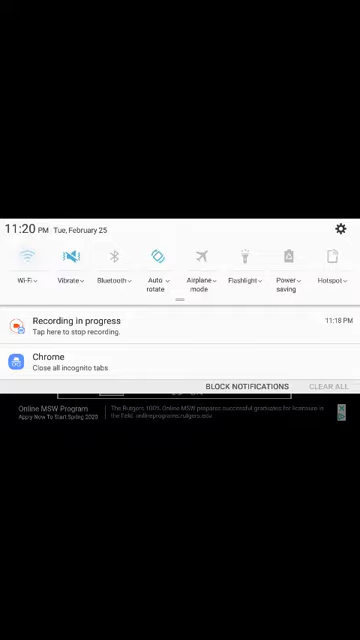 11:20 PM Tue, February 25
Wi-Fi Vibrate Bluetooth Auto rotate Airplane mode Flashlight Power saving Hotspot
Recording in progress 11:18 PM
Tap here to stop recording.
Chrome
Close all incognito tabs
BLOCK NOTIFICATIONS CLEAR ALL
Online MSW Program
Apply Now To Start Spring 2020
The Rutgers 100% Online MSW prepares successful graduates for licensure in
the field. onlineprograms.rutgers.edu